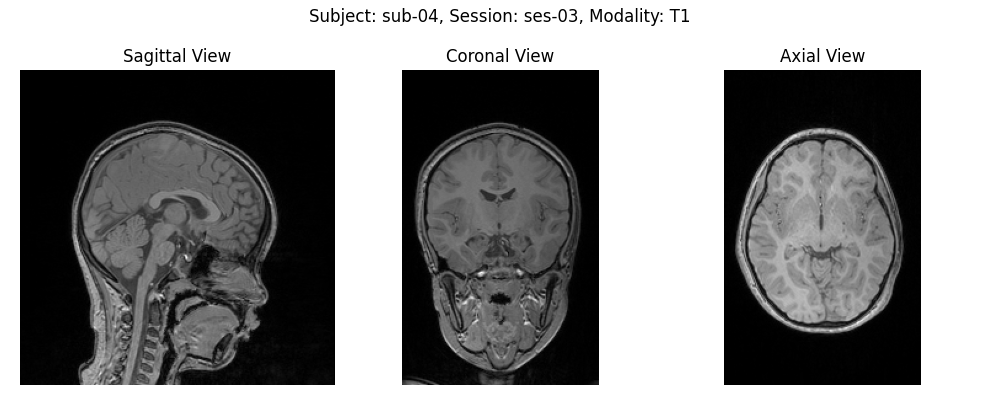 Subject: sub-04, Session: ses-03, Modality: T1
Sagittal View
Coronal View
Axial View